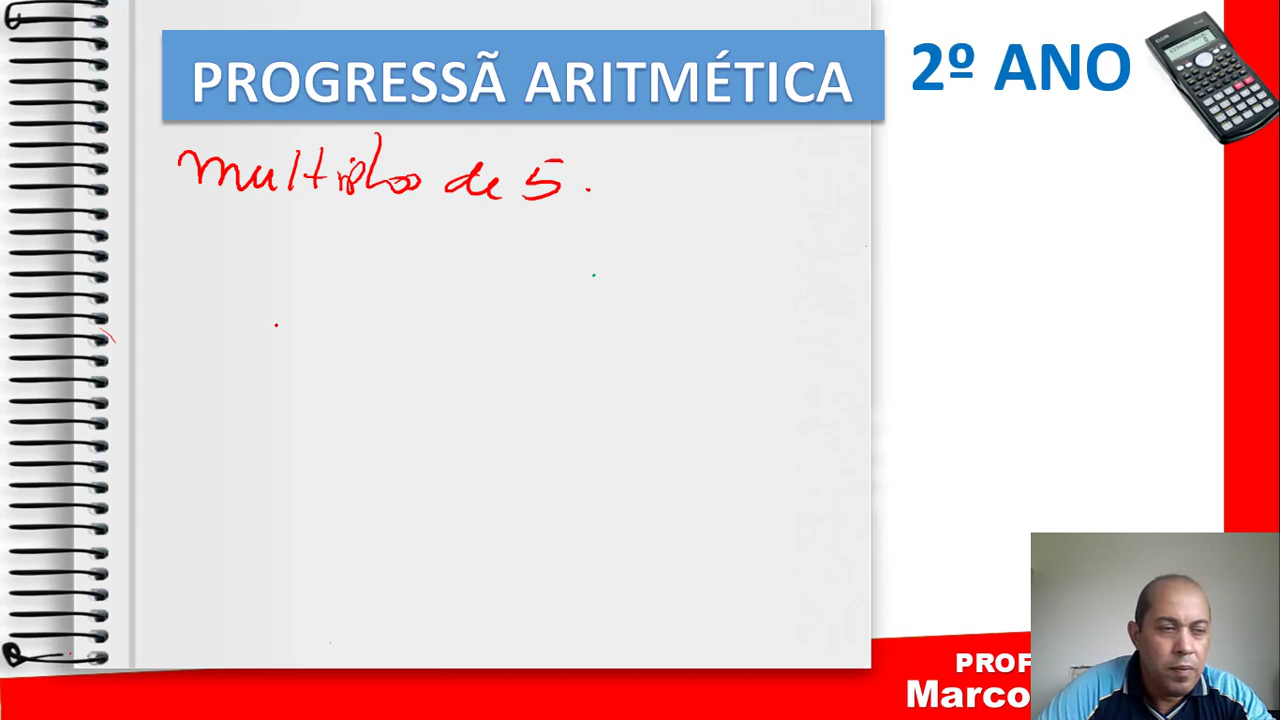 PROGRESSÃ ARITMÉTICA
2º ANO
multiplos de 5.
PROF
Marco